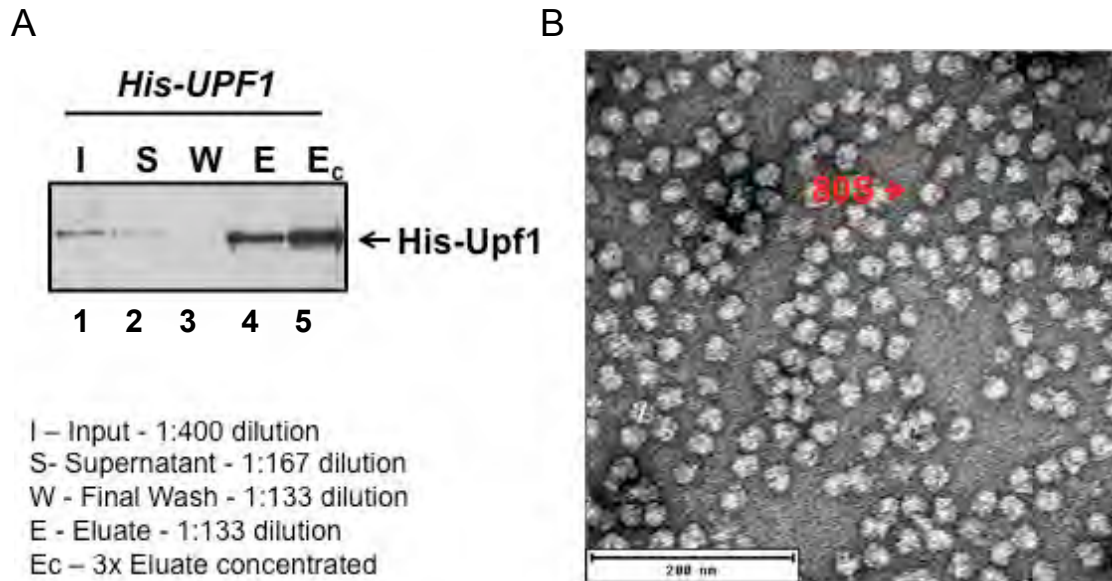 A
His-UPF1
I S W E Ec
←His-Upf1
1 2 3 4 5
I – Input - 1:400 dilution
S- Supernatant - 1:167 dilution
W - Final Wash - 1:133 dilution
E - Eluate - 1:133 dilution
Ec – 3x Eluate concentrated
B
80S
200 nm